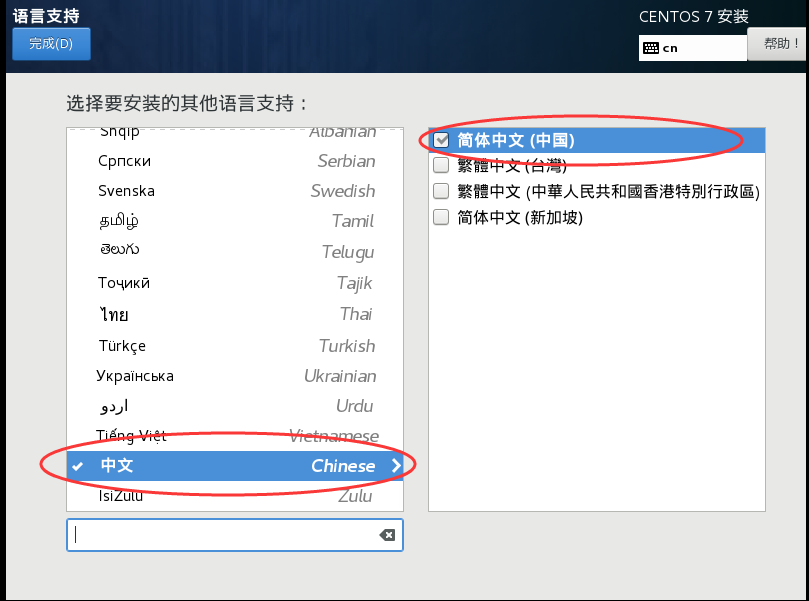 语言支持
CENTOS 7 安装
完成(D)
cn
帮助！
选择要安装的其他语言支持：
Shqip Albanian
Српски Serbian
Svenska Swedish
தமிழ் Tamil
తెలుగు Telugu
Тоҷикӣ Tajik
ไทย Thai
Türkçe Turkish
Українська Ukrainian
اردو Urdu
Tiếng Việt Vietnamese
中文 Chinese
IsiZulu Zulu
简体中文 (中国)
繁體中文 (台灣)
繁體中文 (中華人民共和國香港特別行政區)
简体中文 (新加坡)